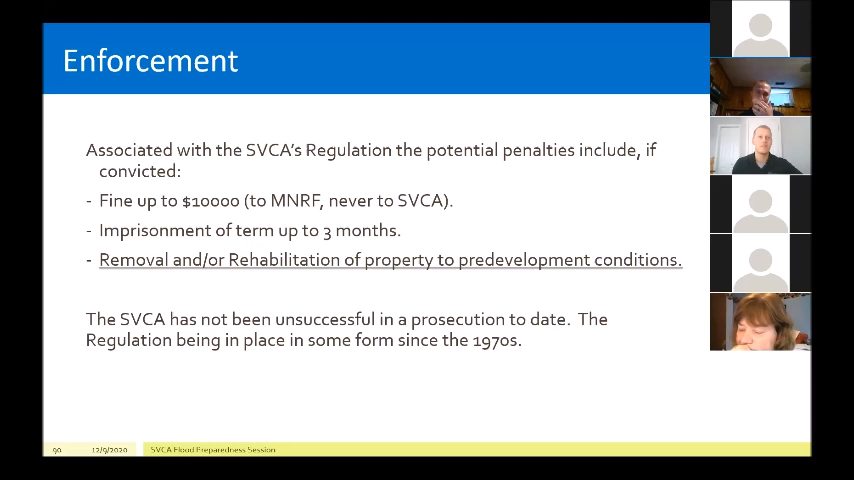 Enforcement
Associated with the SVCA's Regulation the potential penalties include, if
convicted:
- Fine up to $10000 (to MNRF, never to SVCA).
- Imprisonment of term up to 3 months.
- Removal and/or Rehabilitation of property to predevelopment conditions.
The SVCA has not been unsuccessful in a prosecution to date. The
Regulation being in place in some form since the 1970s.
90 12/9/2020 SVCA Flood Preparedness Session